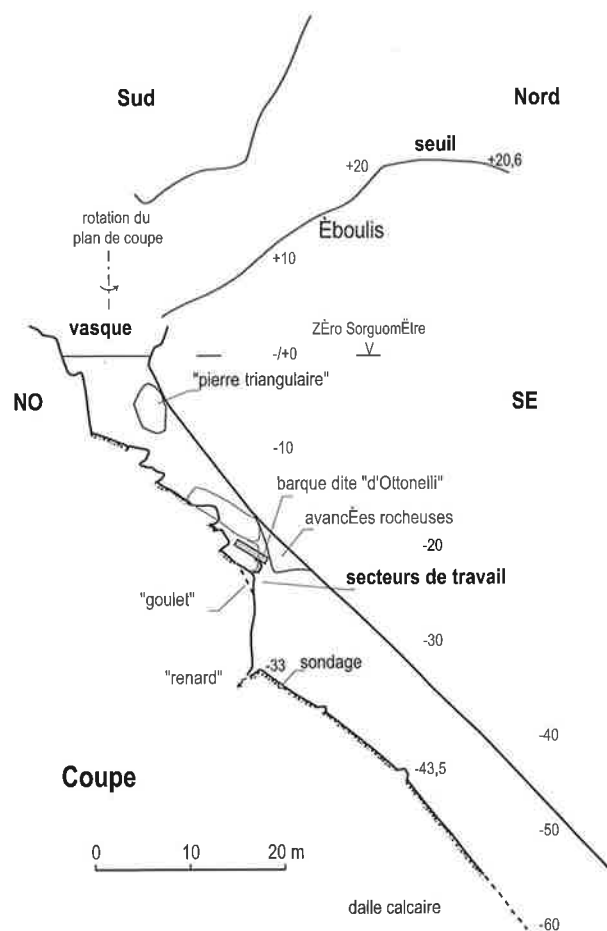 Sud
Nord
seuil
+20
+20,6
rotation du
plan de coupe
Èboulis
+10
vasque
ZÈro SorguomËlre
-/+0
V
"pierre triangulaire"
NO
SE
-10
barque dite "d'Ottonelli"
avancÈes rocheuses
-20
secteurs de travail
"goulet"
-30
"renard"
-33
sondage
-40
Coupe
-43,5
-50
0
20 m
dalle calcaire
-60